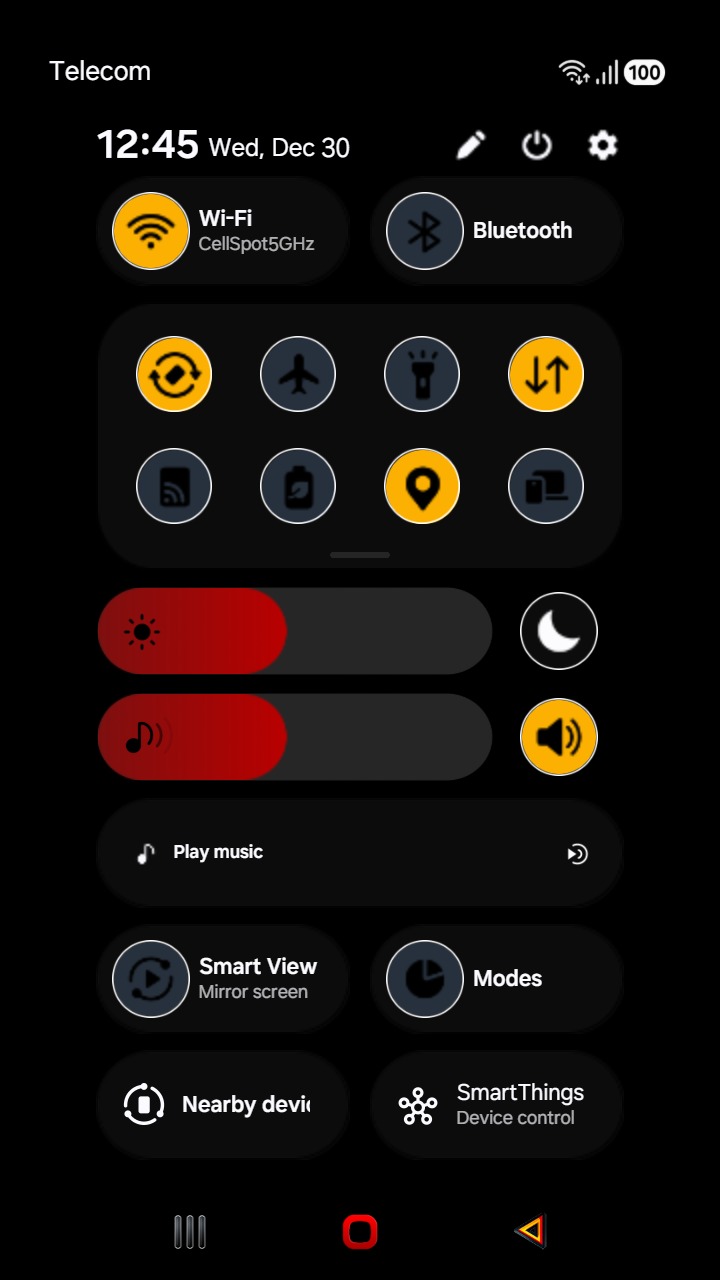 Telecom
100
12:45 Wed, Dec 30
Wi-Fi
CellSpot5GHz
Bluetooth
Play music
Smart View
Mirror screen
Modes
Nearby devi
SmartThings
Device control